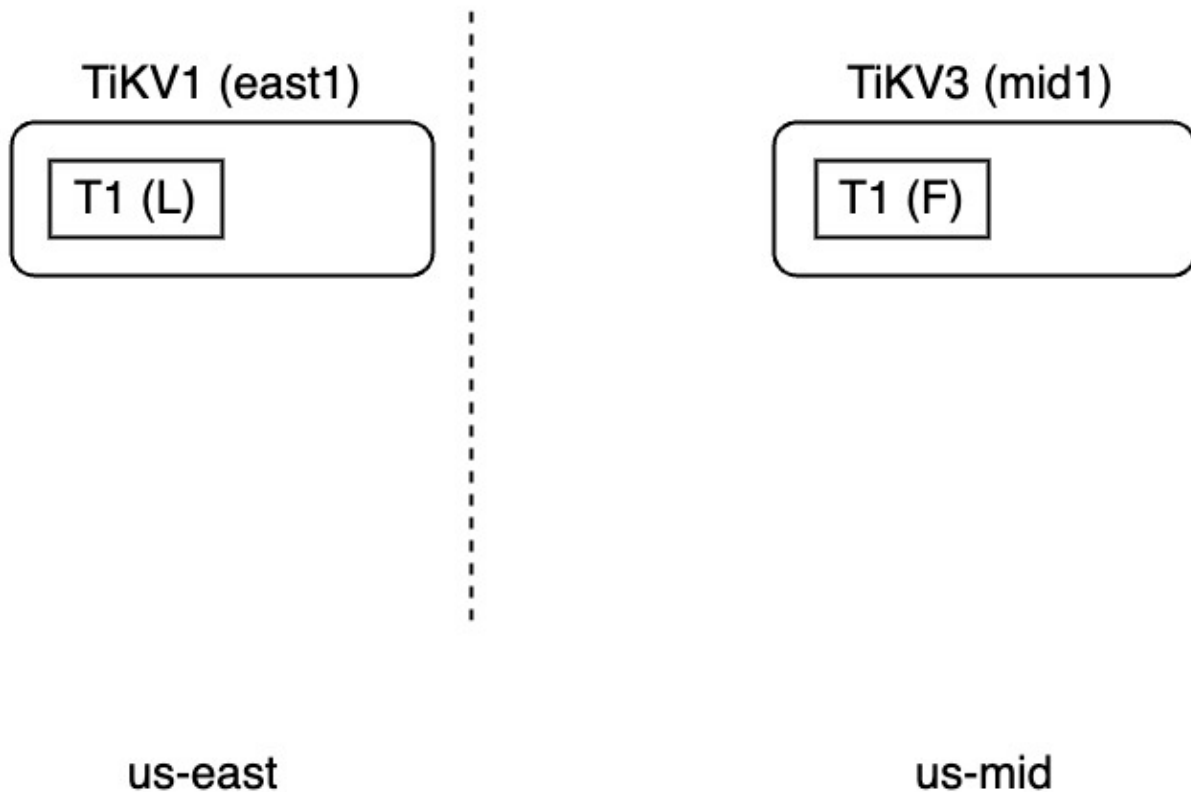 TiKV1 (east1)
TiKV3 (mid1)
T1 (L)
T1 (F)
us-east
us-mid